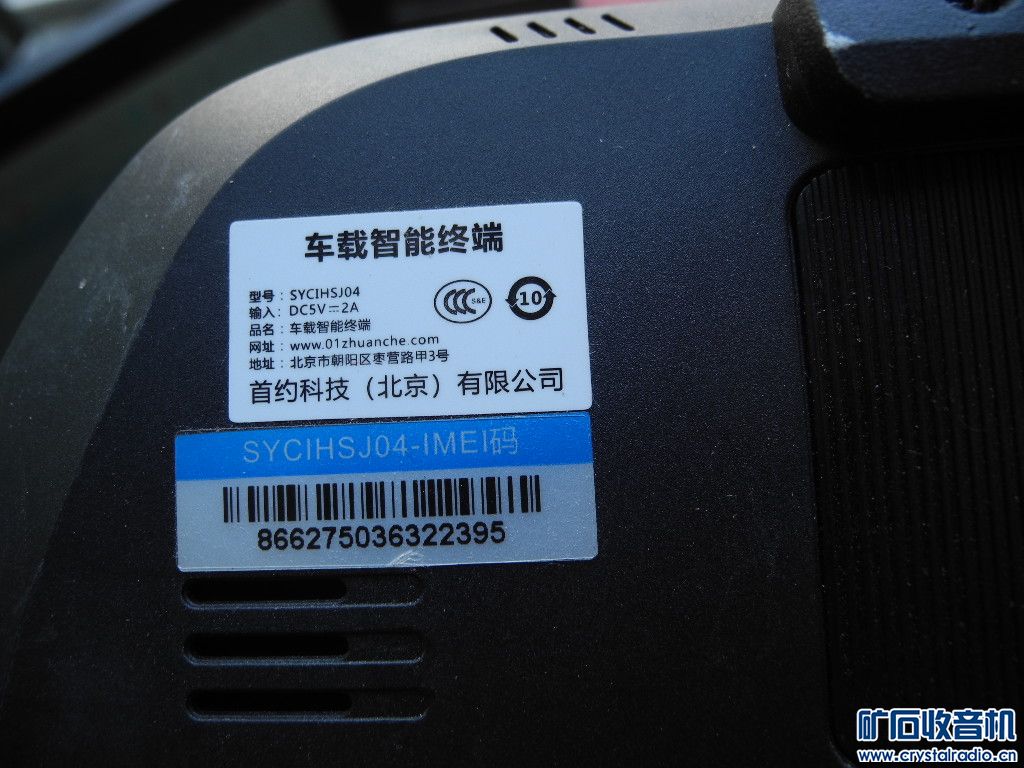 车载智能终端
型号：SYCIHSJ04
输入：DC5V⎓2A
品名：车载智能终端
网址：www.01zhuanche.com
地址：北京市朝阳区枣营路甲3号
CCC S&E
10
首约科技（北京）有限公司
SYCIHSJ04-IMEI码
866275036322395
矿石收音机
www.crystalradio.cn